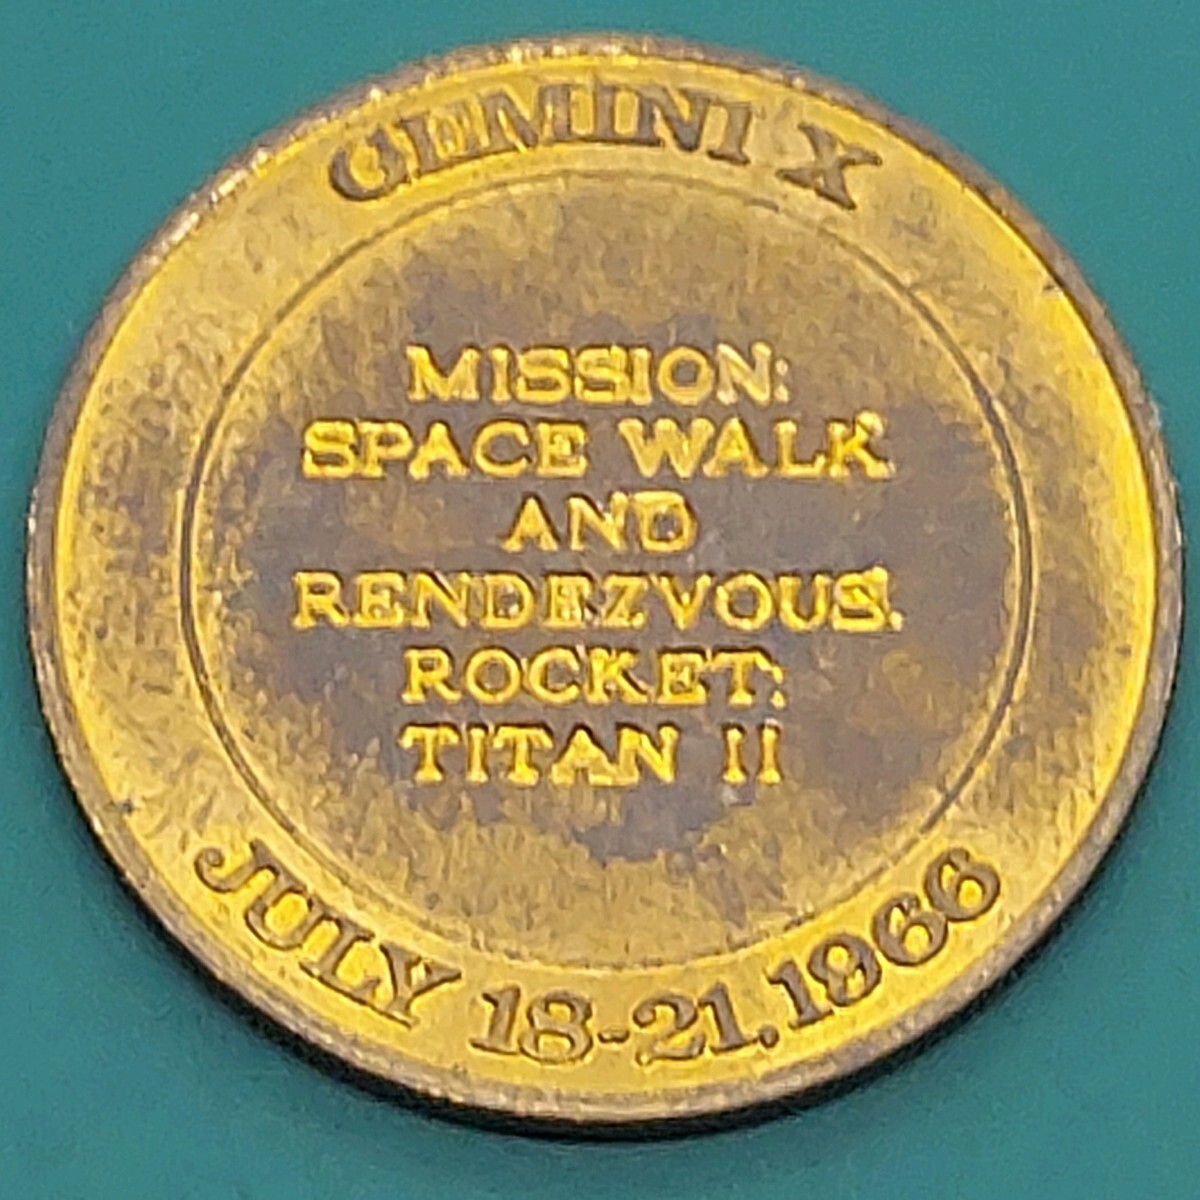 GEMINI X
MISSION:
SPACE WALK
AND
RENDEZVOUS.
ROCKET:
TITAN II
JULY 18-21, 1966